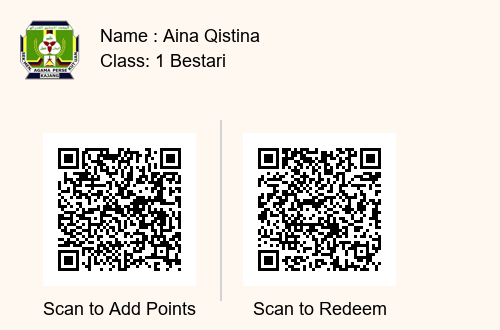 Name : Aina Qistina
Class: 1 Bestari
AGAMA PERSE
KAJANG
Scan to Add Points
Scan to Redeem